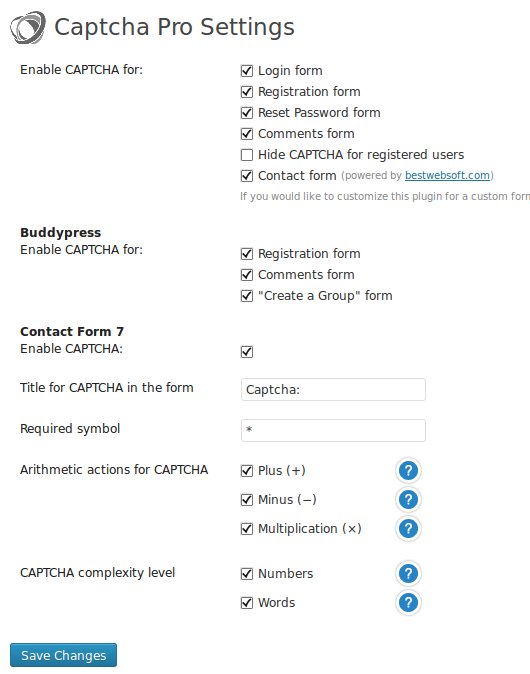 Captcha Pro Settings
Enable CAPTCHA for:
Login form
Registration form
Reset Password form
Comments form
Hide CAPTCHA for registered users
Contact form (powered by bestwebsoft.com)
If you would like to customize this plugin for a custom form
Buddypress
Enable CAPTCHA for:
Registration form
Comments form
"Create a Group" form
Contact Form 7
Enable CAPTCHA:
Title for CAPTCHA in the form
Captcha:
Required symbol
*
Arithmetic actions for CAPTCHA
Plus (+) ?
Minus (−) ?
Multiplication (×) ?
CAPTCHA complexity level
Numbers ?
Words ?
Save Changes